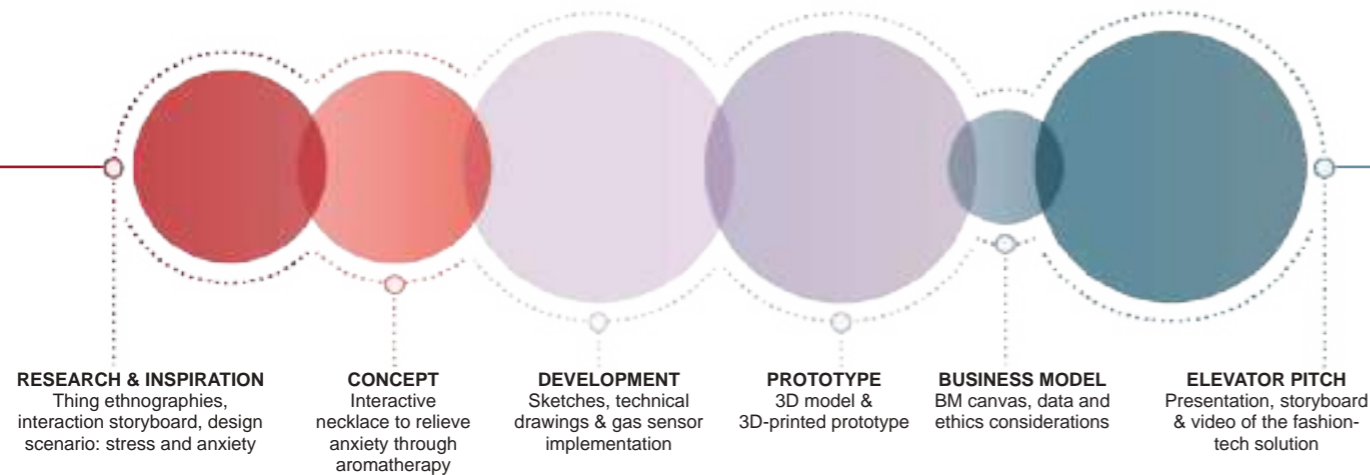 RESEARCH & INSPIRATION
Thing ethnographies,
interaction storyboard, design
scenario: stress and anxiety
CONCEPT
Interactive
necklace to relieve
anxiety through
aromatherapy
DEVELOPMENT
Sketches, technical
drawings & gas sensor
implementation
PROTOTYPE
3D model &
3D-printed prototype
BUSINESS MODEL
BM canvas, data and
ethics considerations
ELEVATOR PITCH
Presentation, storyboard
& video of the fashion-
tech solution